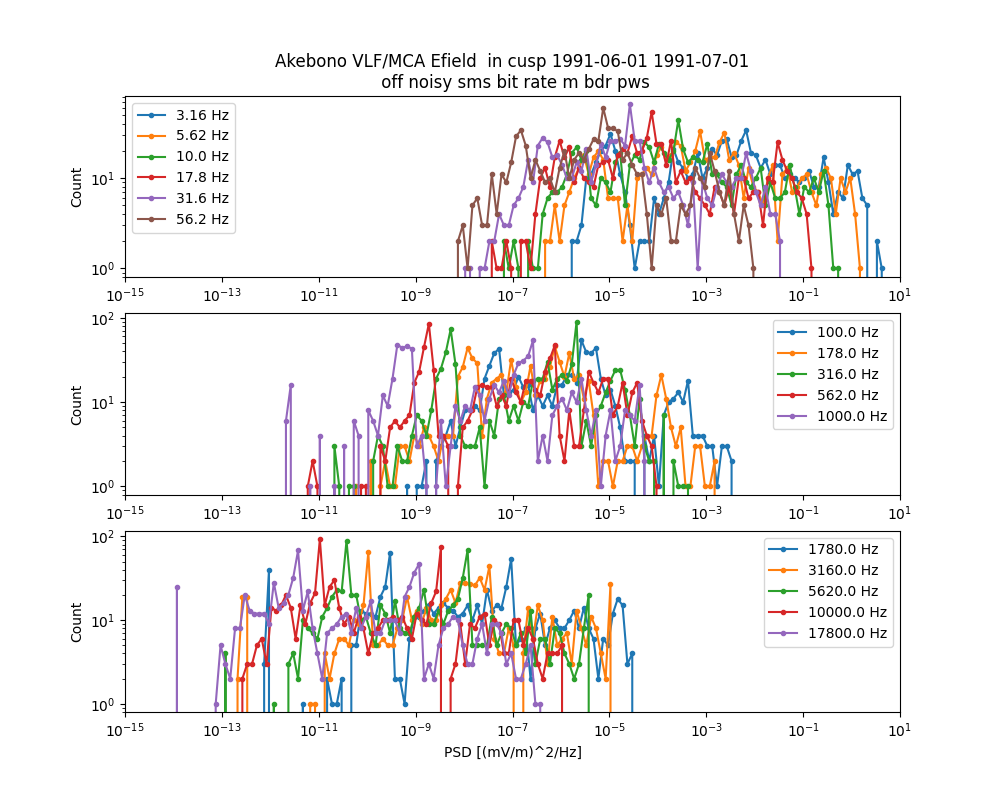 Akebono VLF/MCA Efield  in cusp 1991-06-01 1991-07-01
off noisy sms bit rate m bdr pws
Count
10^1
10^0
3.16 Hz
5.62 Hz
10.0 Hz
17.8 Hz
31.6 Hz
56.2 Hz
10^-15 10^-13 10^-11 10^-9 10^-7 10^-5 10^-3 10^-1 10^1
Count
10^2
10^1
10^0
100.0 Hz
178.0 Hz
316.0 Hz
562.0 Hz
1000.0 Hz
10^-15 10^-13 10^-11 10^-9 10^-7 10^-5 10^-3 10^-1 10^1
Count
10^2
10^1
10^0
1780.0 Hz
3160.0 Hz
5620.0 Hz
10000.0 Hz
17800.0 Hz
10^-15 10^-13 10^-11 10^-9 10^-7 10^-5 10^-3 10^-1 10^1
PSD [(mV/m)^2/Hz]